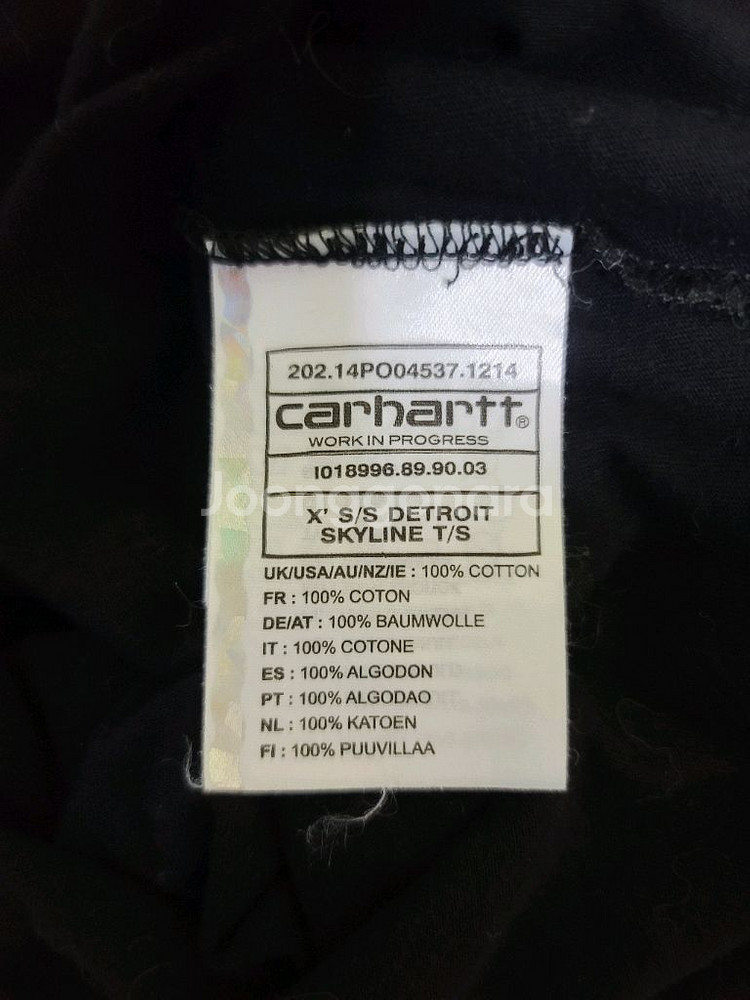 202.14PO04537.1214
carhartt®
WORK IN PROGRESS
I018996.89.90.03
Joonggonara
X' S/S DETROIT
SKYLINE T/S
UK/USA/AU/NZ/IE : 100% COTTON
FR : 100% COTON
DE/AT : 100% BAUMWOLLE
IT : 100% COTONE
ES : 100% ALGODON
PT : 100% ALGODAO
NL : 100% KATOEN
FI : 100% PUUVILLAA